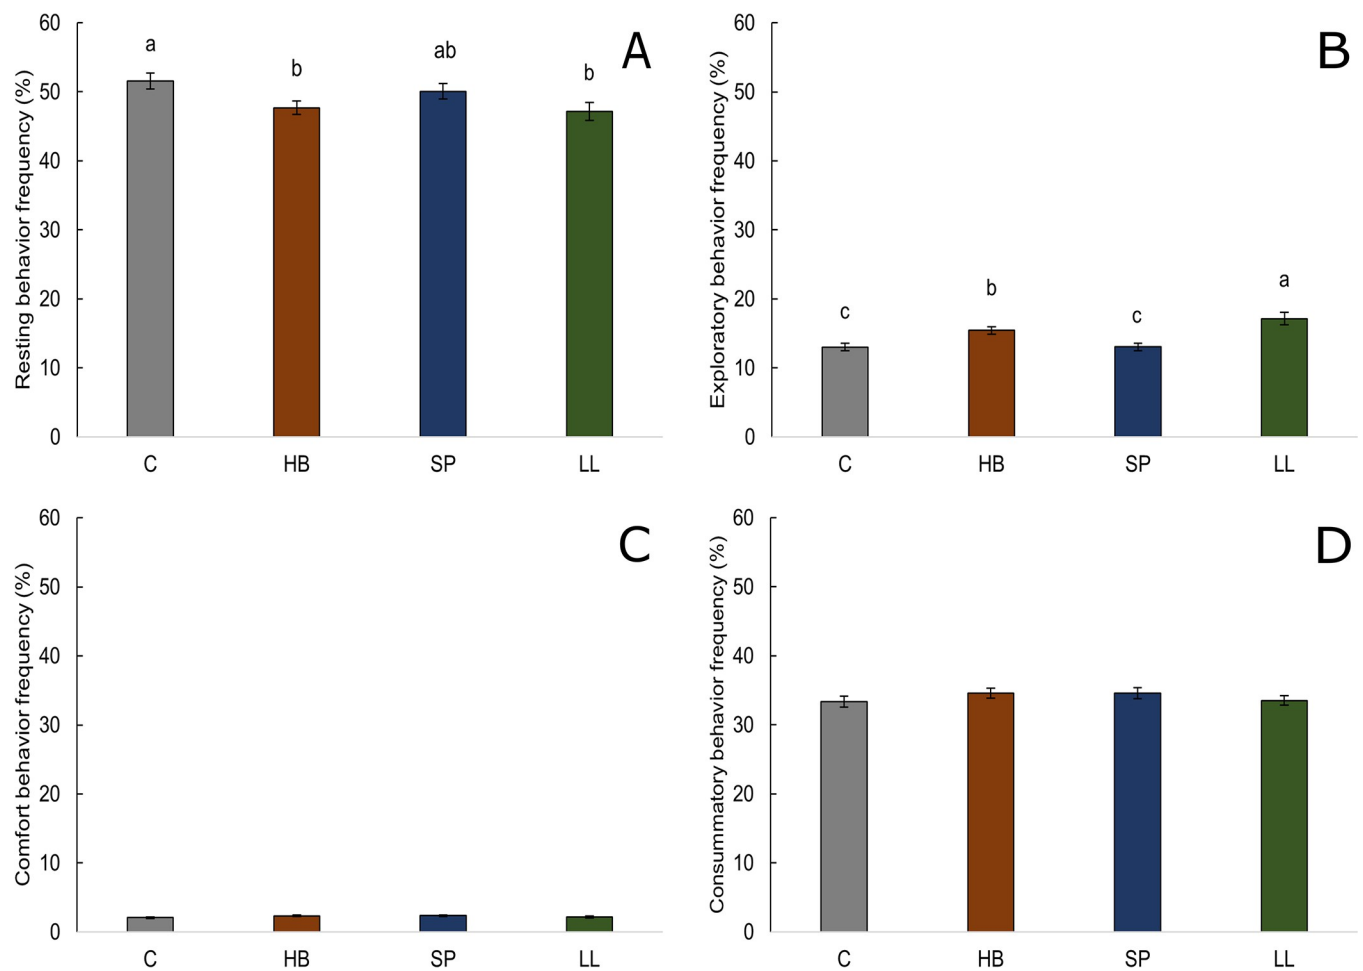 A
Resting behavior frequency (%)
60
50
40
30
20
10
0
a
b
ab
b
C HB SP LL
B
Exploratory behavior frequency (%)
60
50
40
30
20
10
0
c
b
c
a
C HB SP LL
C
Comfort behavior frequency (%)
60
50
40
30
20
10
0
C HB SP LL
D
Consummatory behavior frequency (%)
60
50
40
30
20
10
0
C HB SP LL